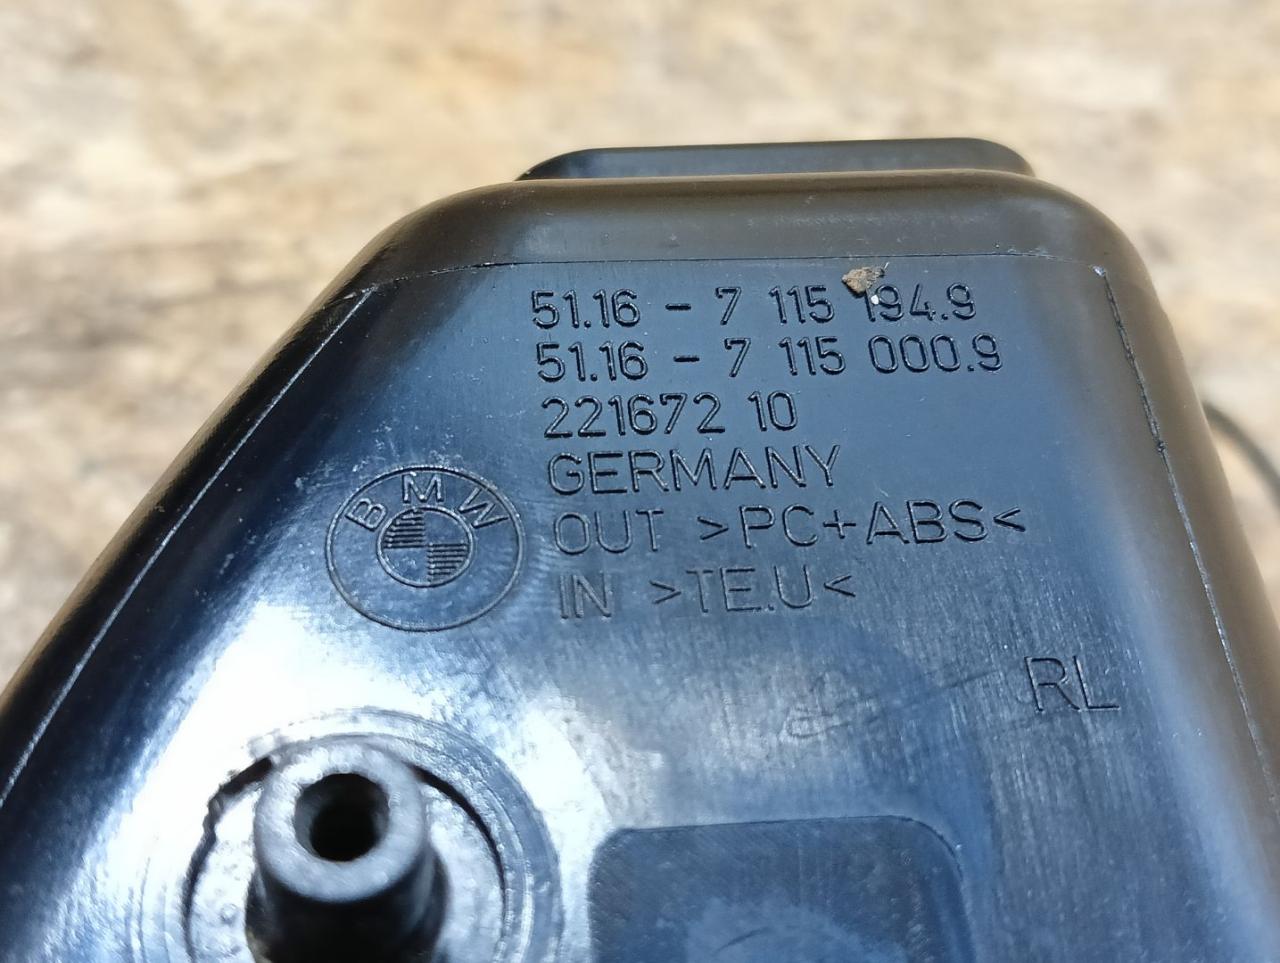 51.16 - 7 115 194.9
51.16 - 7 115 000.9
221672 10
GERMANY
BMW
OUT >PC+ABS<
IN >TE.U<
RL